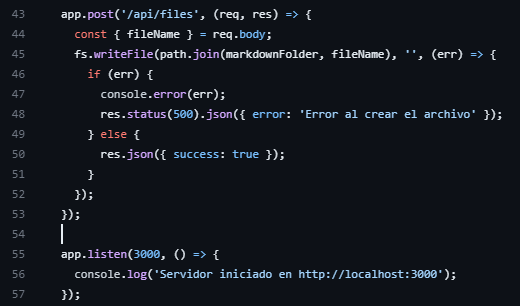 43 app.post('/api/files', (req, res) => {
44 const { fileName } = req.body;
45 fs.writeFile(path.join(markdownFolder, fileName), '', (err) => {
46 if (err) {
47 console.error(err);
48 res.status(500).json({ error: 'Error al crear el archivo' });
49 } else {
50 res.json({ success: true });
51 }
52 });
53 });
54
55 app.listen(3000, () => {
56 console.log('Servidor iniciado en http://localhost:3000');
57 });